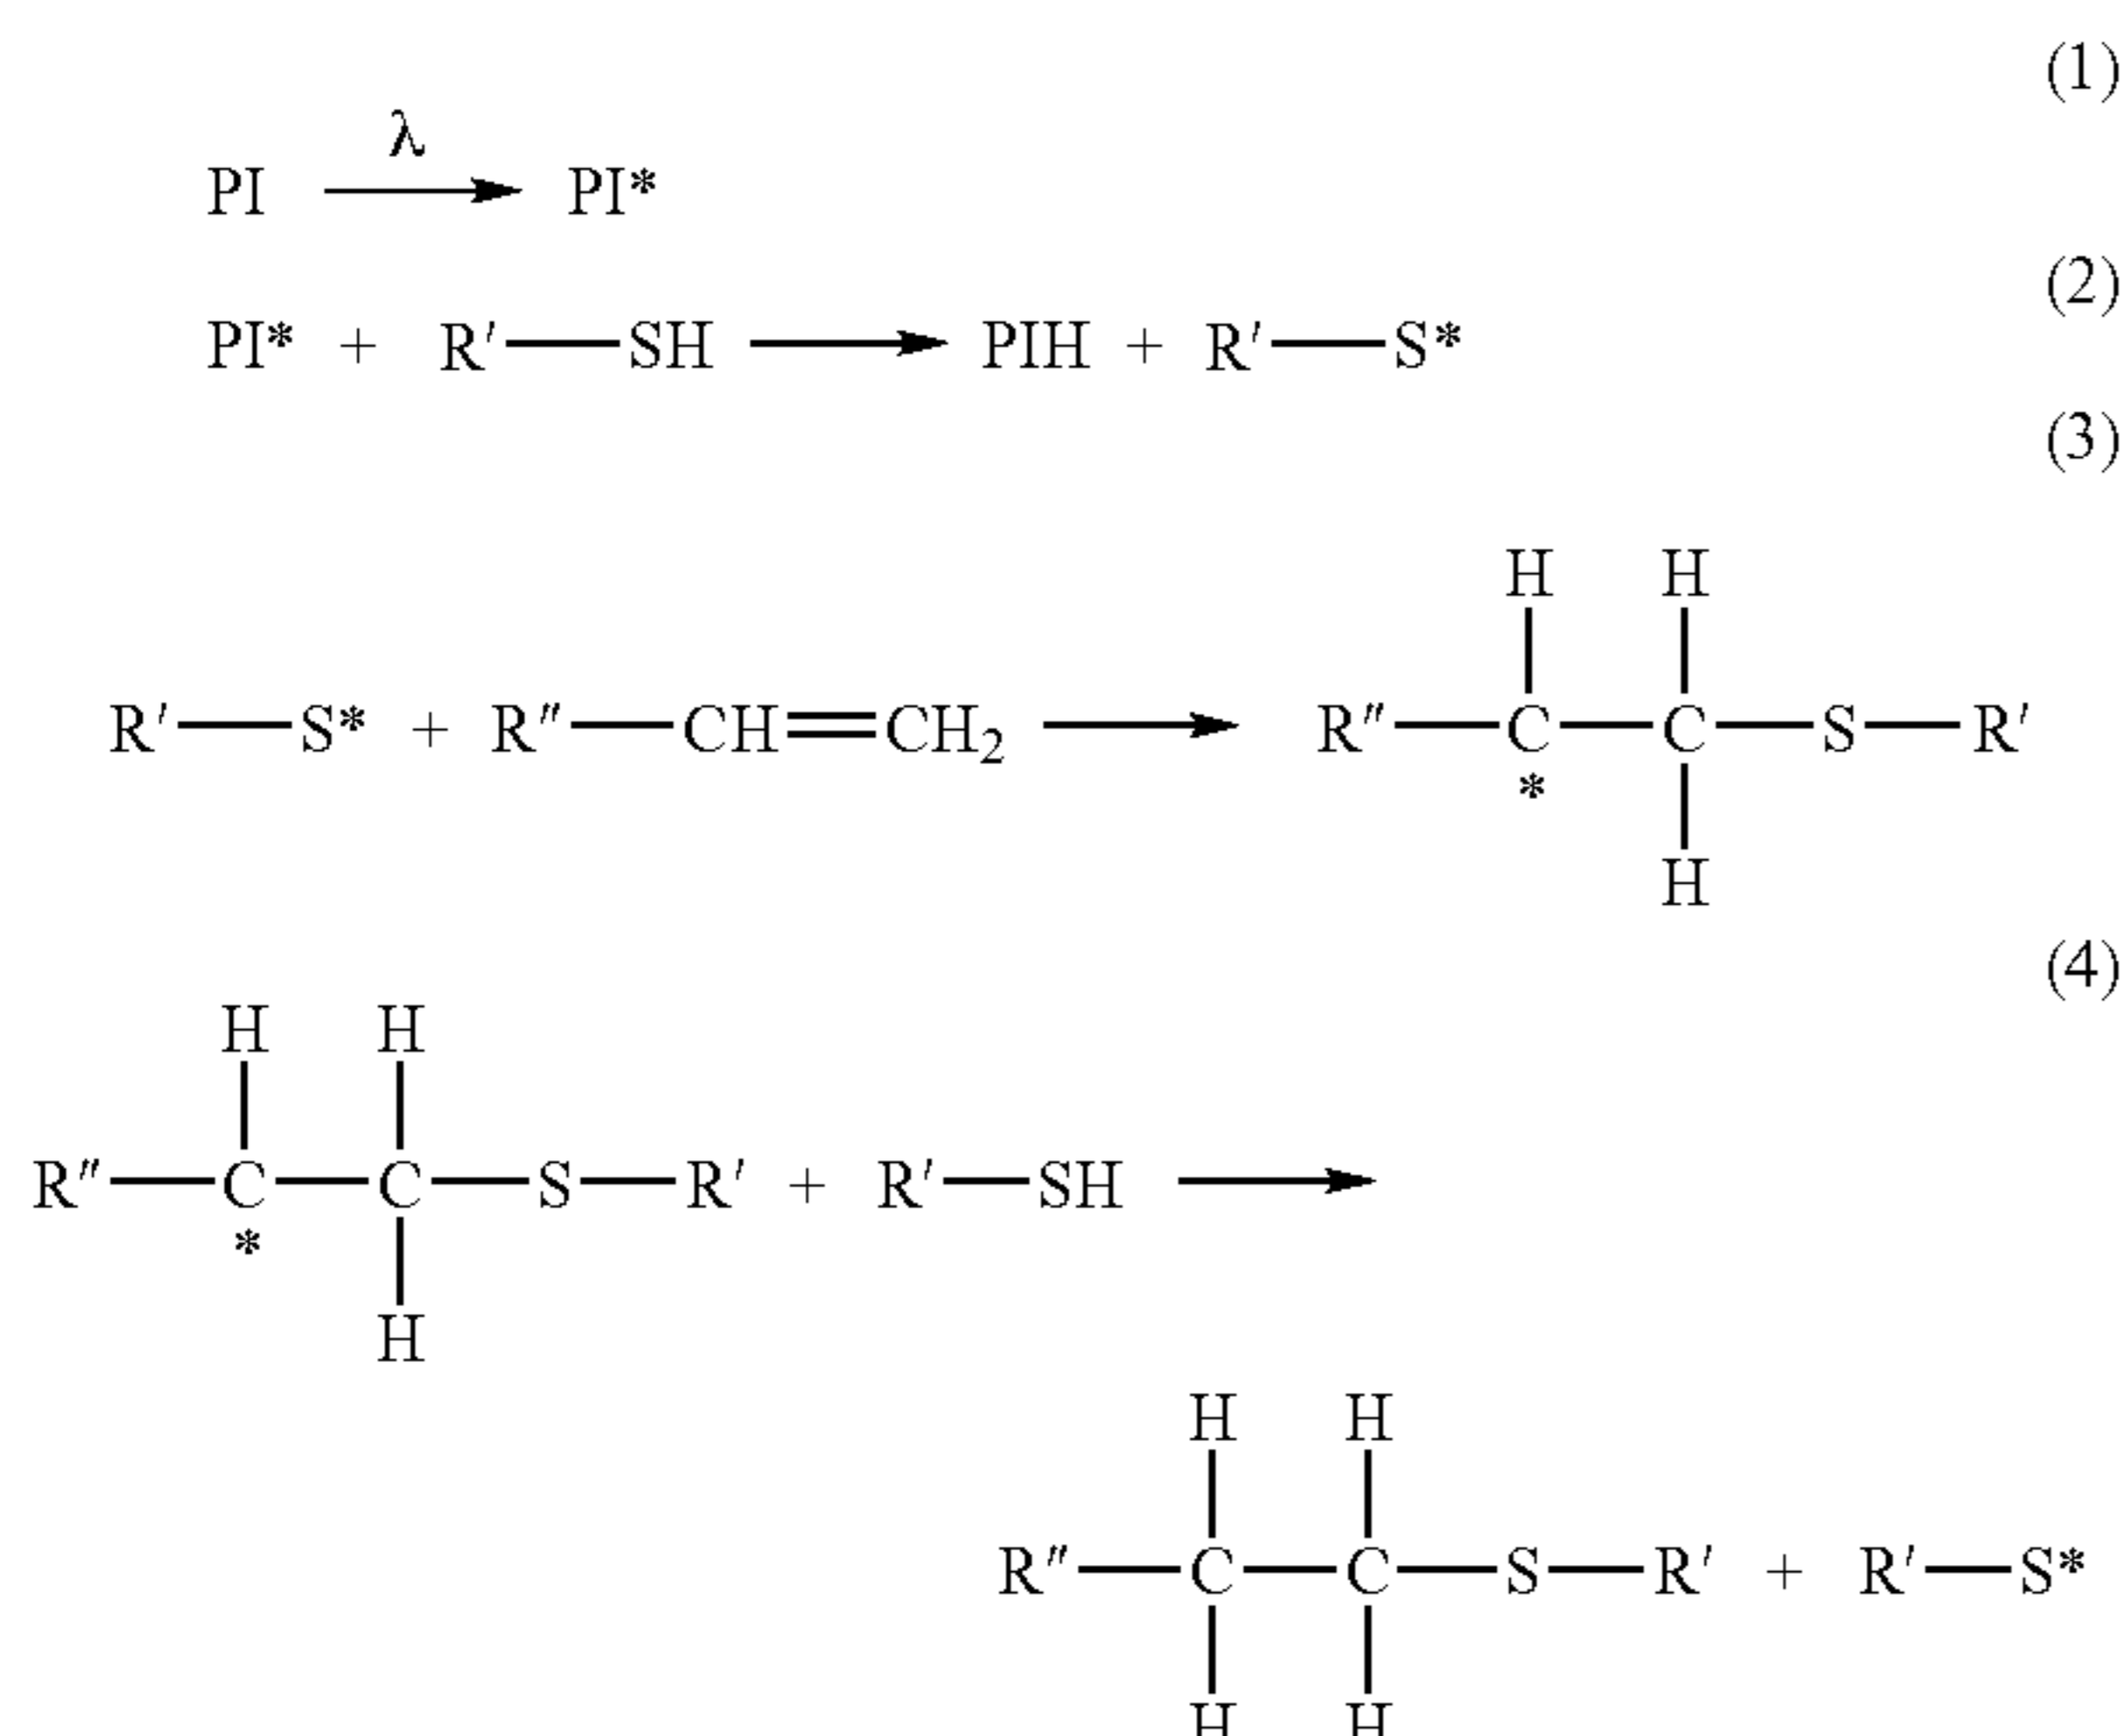 (1)
λ
PI PI*
(2)
PI* + R′ SH PIH + R′ S*
(3)
H H
R′ S* + R″ CH CH2 R″ C C S R′
*
H
(4)
H H
R″ C C S R′ + R′ SH
*
H
H H
R″ C C S R′ + R′ S*
H H